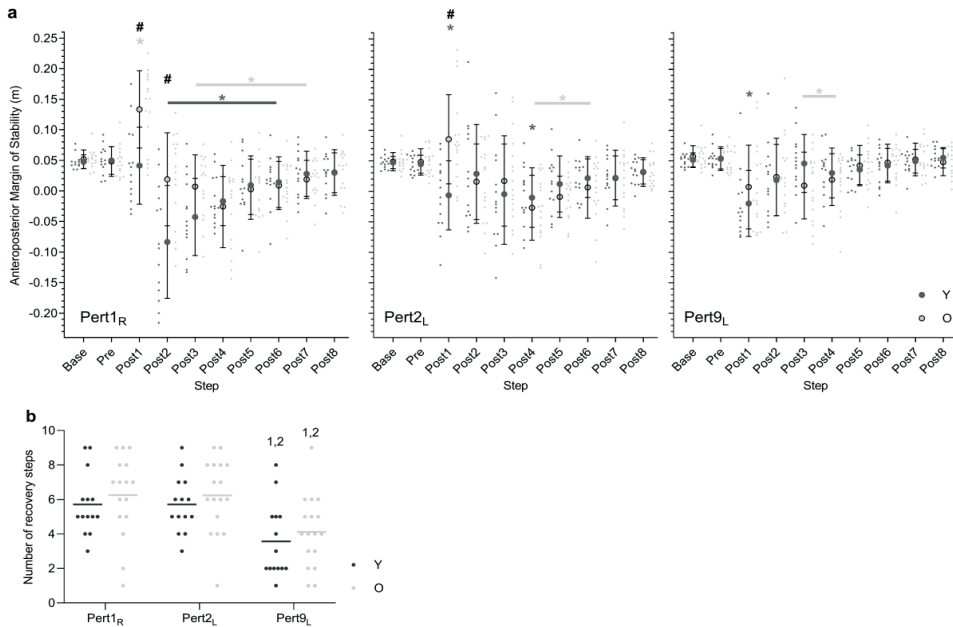 a
Anteroposterior Margin of Stability (m)
0.25
0.20
0.15
0.10
0.05
0.00
-0.05
-0.10
-0.15
-0.20
#
*
#
*
*
Pert1R
Base Pre Post1 Post2 Post3 Post4 Post5 Post6 Post7 Post8
Step
#
*
*
*
Pert2L
Base Pre Post1 Post2 Post3 Post4 Post5 Post6 Post7 Post8
Step
*
*
Pert9L
Y
O
Base Pre Post1 Post2 Post3 Post4 Post5 Post6 Post7 Post8
Step
b
Number of recovery steps
10
8
6
4
2
0
1,2
1,2
Y
O
Pert1R Pert2L Pert9L